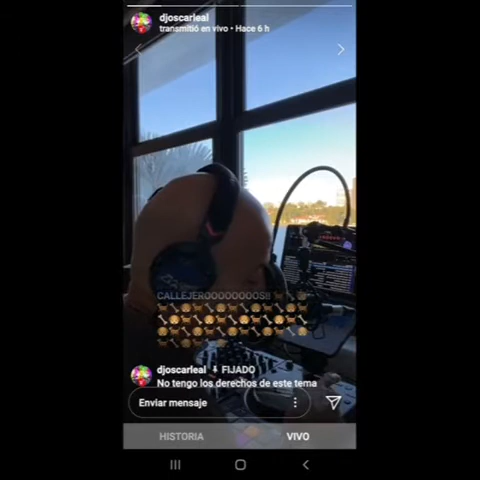 djoscarleal
transmitió en vivo • Hace 6 h
CALLEJEROOOOOOOOS!!
djoscarleal FIJADO
No tengo los derechos de este tema
Enviar mensaje
HISTORIA
VIVO